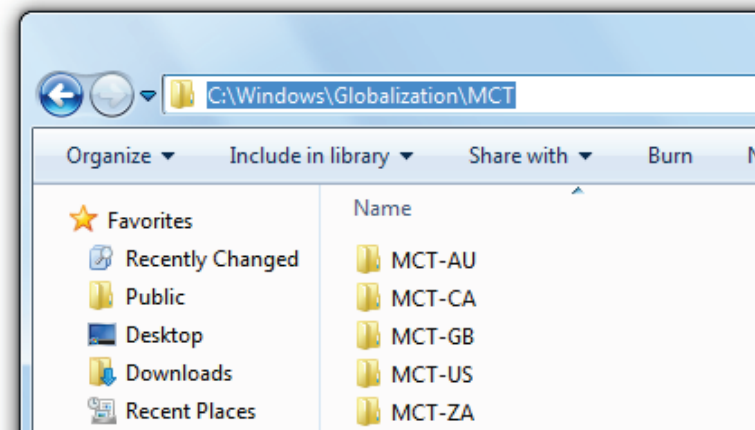 C:\Windows\Globalization\MCT
Organize Include in library Share with Burn
Name
Favorites
Recently Changed
Public
Desktop
Downloads
Recent Places
MCT-AU
MCT-CA
MCT-GB
MCT-US
MCT-ZA